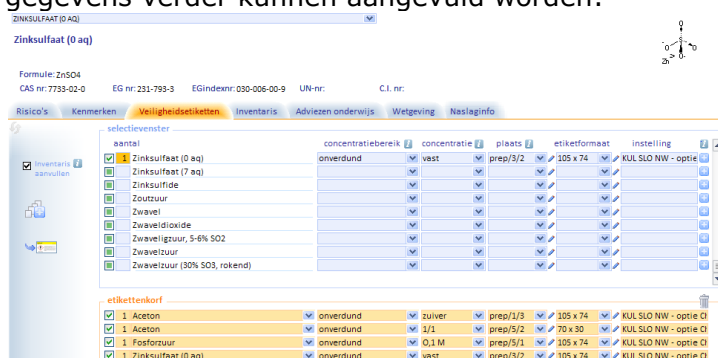 gegevens verder kunnen aangevuld worden.
ZINKSULFAAT (0 AQ)
Zinksulfaat (0 aq)
Formule: ZnSO4
CAS nr: 7733-02-0 EG nr: 231-793-3 EGindexnr: 030-006-00-9 UN-nr: C.I. nr:
Risico's Kenmerken Veiligheidsetiketten Inventaris Adviezen onderwijs Wetgeving Naslaginfo
selectievenster
aantal concentratiebereik concentratie plaats etiketformaat instelling
Inventaris
aanvullen
1 Zinksulfaat (0 aq) onverdund vast prep/3/2 105 x 74 KUL SLO NW - optie
Zinksulfaat (7 aq)
Zinksulfide
Zoutzuur
Zwavel
Zwaveldioxide
Zwaveligzuur, 5-6% SO2
Zwavelzuur
Zwavelzuur (30% SO3, rokend)
etikettenkorf
1 Aceton onverdund zuiver prep/1/3 105 x 74 KUL SLO NW - optie Ch
1 Aceton onverdund 1/1 prep/5/2 70 x 30 KUL SLO NW - optie Ch
1 Fosforzuur onverdund 0,1 M prep/5/1 105 x 74 KUL SLO NW - optie Ch
1 Zinksulfaat (0 aq) onverdund vast prep/3/2 105 x 74 KUL SLO NW - optie Ch